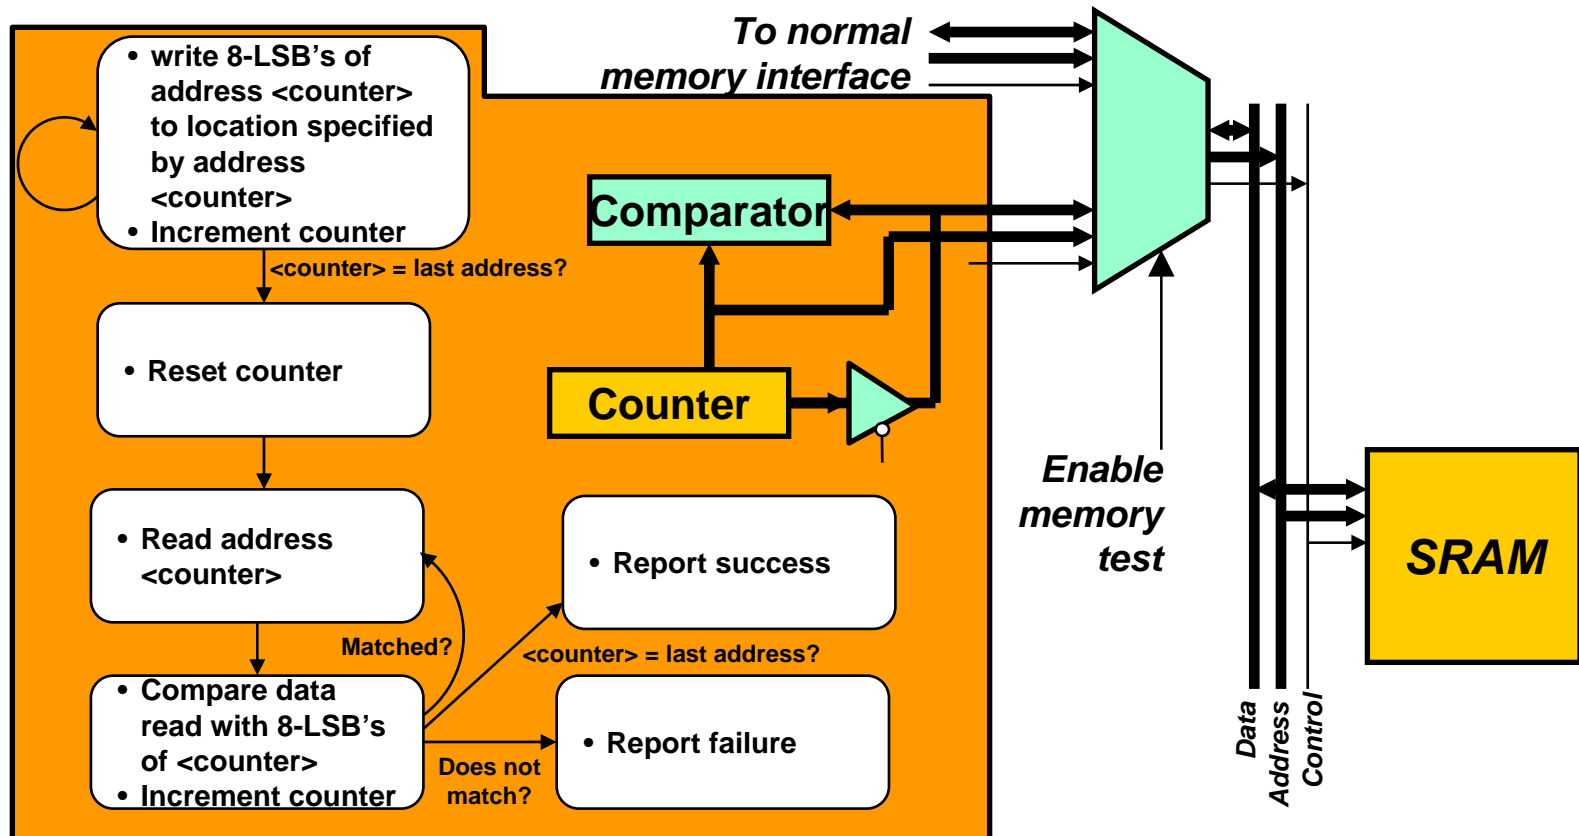 • write 8-LSB’s of
address <counter>
to location specified
by address
<counter>
• Increment counter
<counter> = last address?
• Reset counter
• Read address
<counter>
Matched?
• Compare data
read with 8-LSB’s
of <counter>
• Increment counter
• Report success
<counter> = last address?
• Report failure
Does not
match?
To normal
memory interface
Comparator
Counter
Enable
memory
test
SRAM
Data
Address
Control